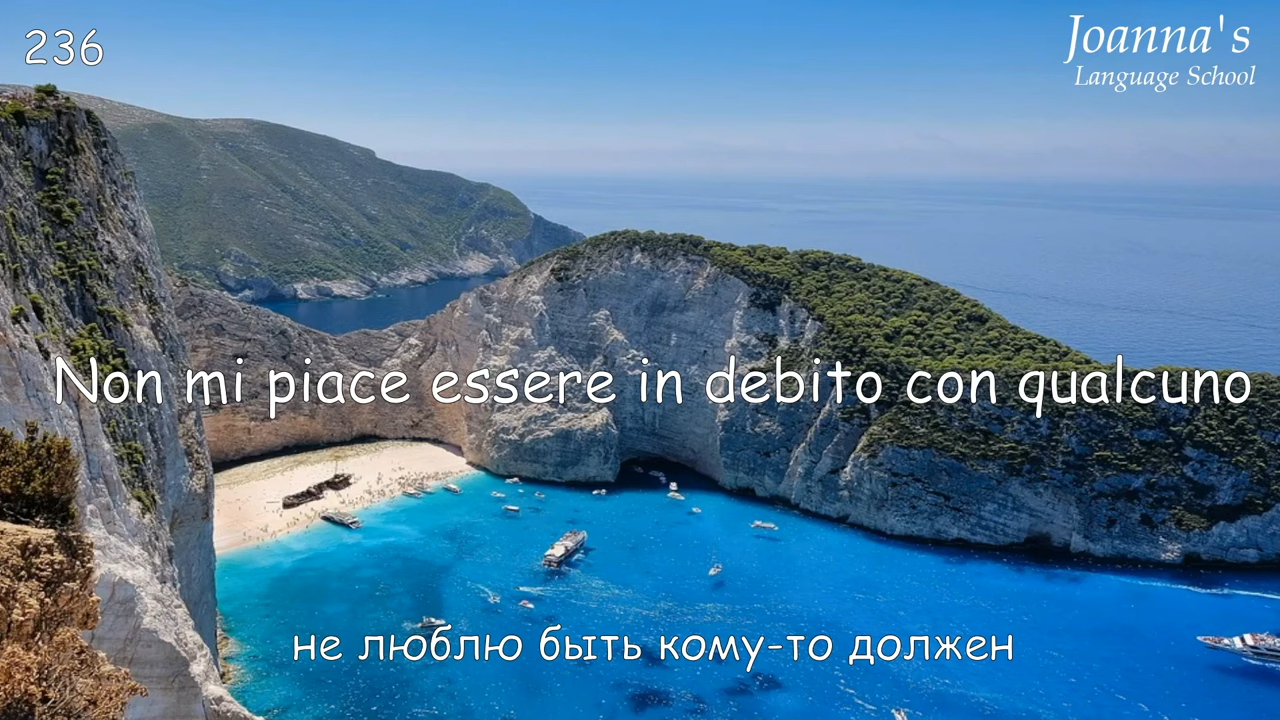 236
Joanna's
Language School
Non mi piace essere in debito con qualcuno
не люблю быть кому-то должен